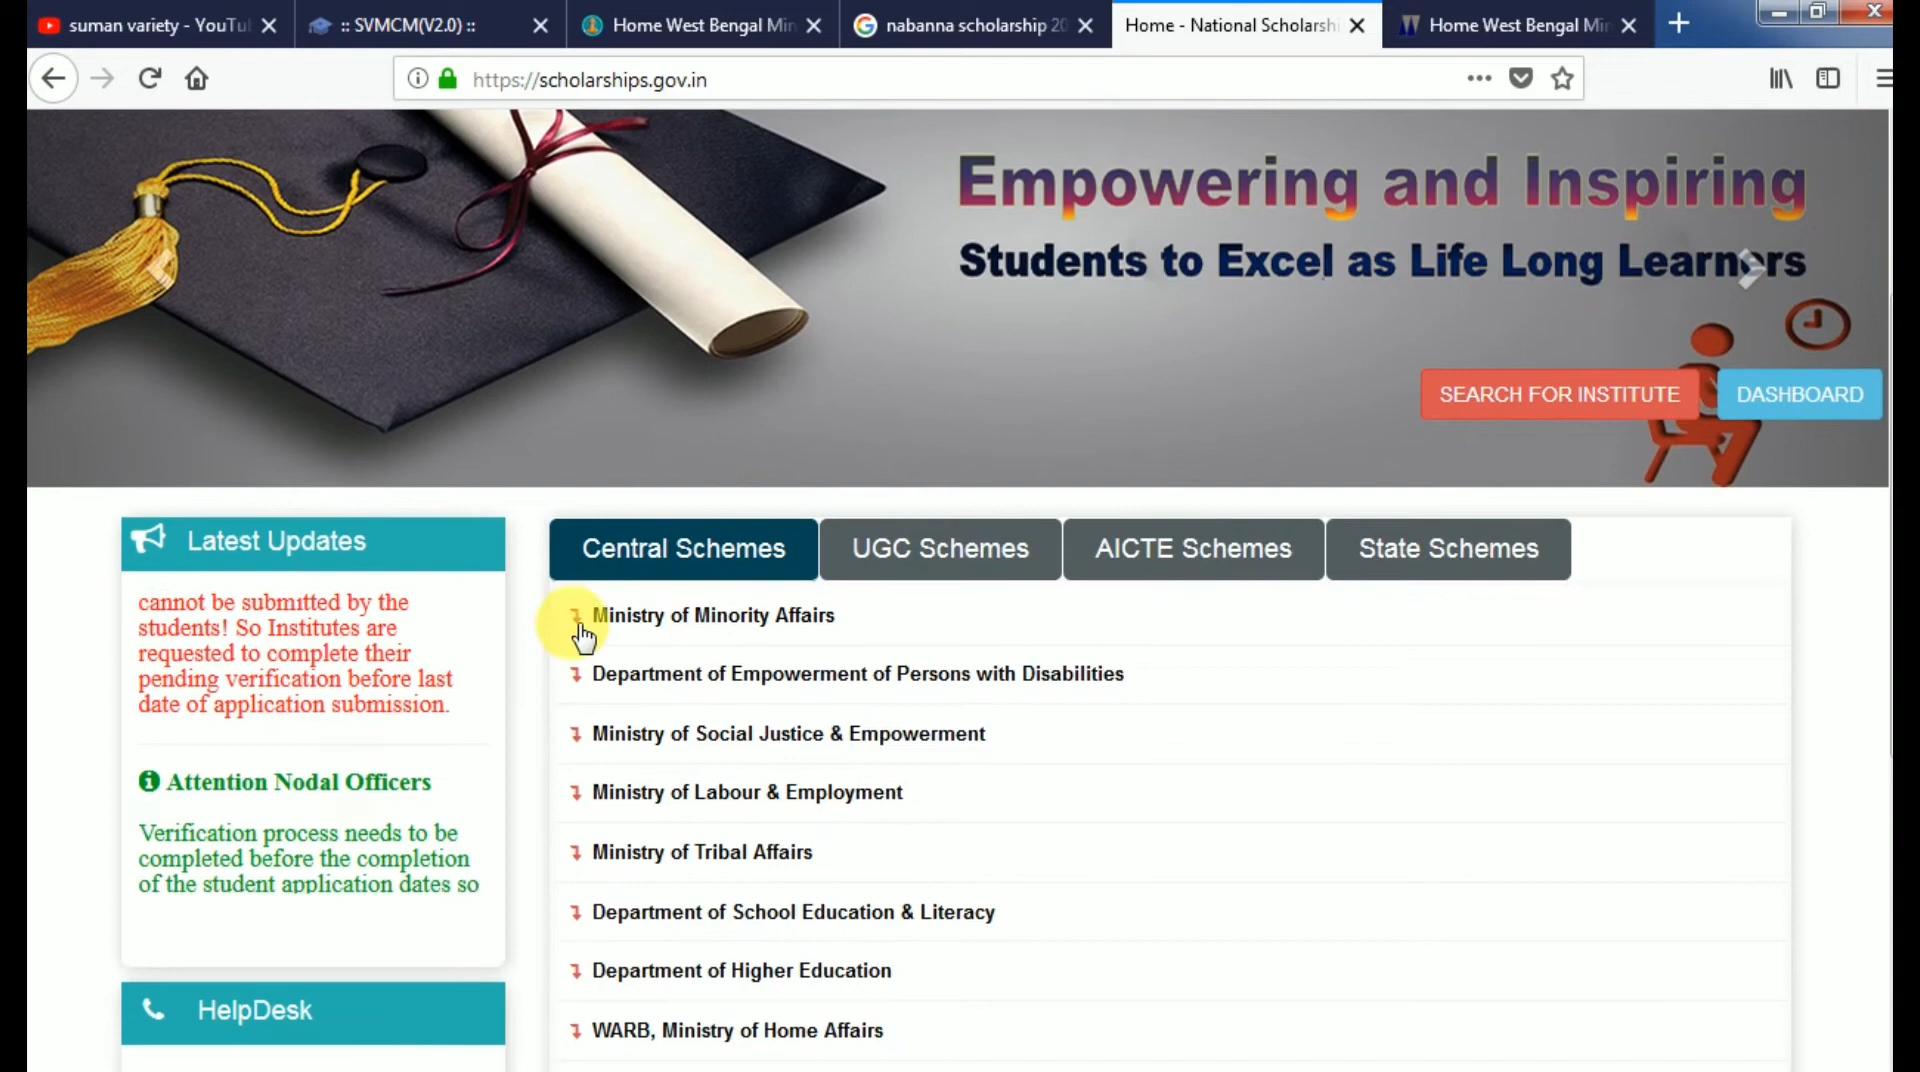 suman variety - YouTu
:: SVMCM(V2.0) ::
Home West Bengal Min
nabanna scholarship 20
Home - National Scholarshi
Home West Bengal Min
https://scholarships.gov.in
Empowering and Inspiring
Students to Excel as Life Long Learners
SEARCH FOR INSTITUTE
DASHBOARD
Latest Updates
cannot be submitted by the
students! So Institutes are
requested to complete their
pending verification before last
date of application submission.
Attention Nodal Officers
Verification process needs to be
completed before the completion
of the student application dates so
HelpDesk
Central Schemes
UGC Schemes
AICTE Schemes
State Schemes
Ministry of Minority Affairs
Department of Empowerment of Persons with Disabilities
Ministry of Social Justice & Empowerment
Ministry of Labour & Employment
Ministry of Tribal Affairs
Department of School Education & Literacy
Department of Higher Education
WARB, Ministry of Home Affairs